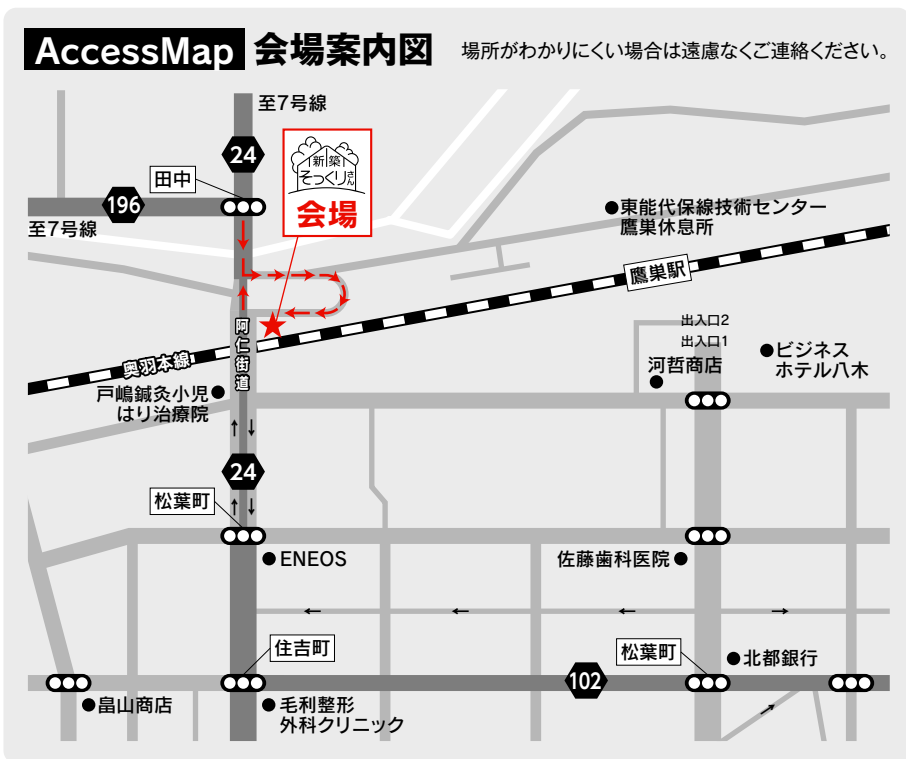 AccessMap 会場案内図 場所がわかりにくい場合は遠慮なくご連絡ください。
至7号線
24
新築
そっくりさん
会場
田中
196
至7号線
東能代保線技術センター
鷹巣休息所
鷹巣駅
奥羽本線
阿仁街道
出入口2
出入口1
河哲商店
ビジネス
ホテル八木
戸嶋鍼灸小児
はり治療院
24
松葉町
ENEOS
佐藤歯科医院
住吉町
松葉町
北都銀行
102
畠山商店
毛利整形
外科クリニック